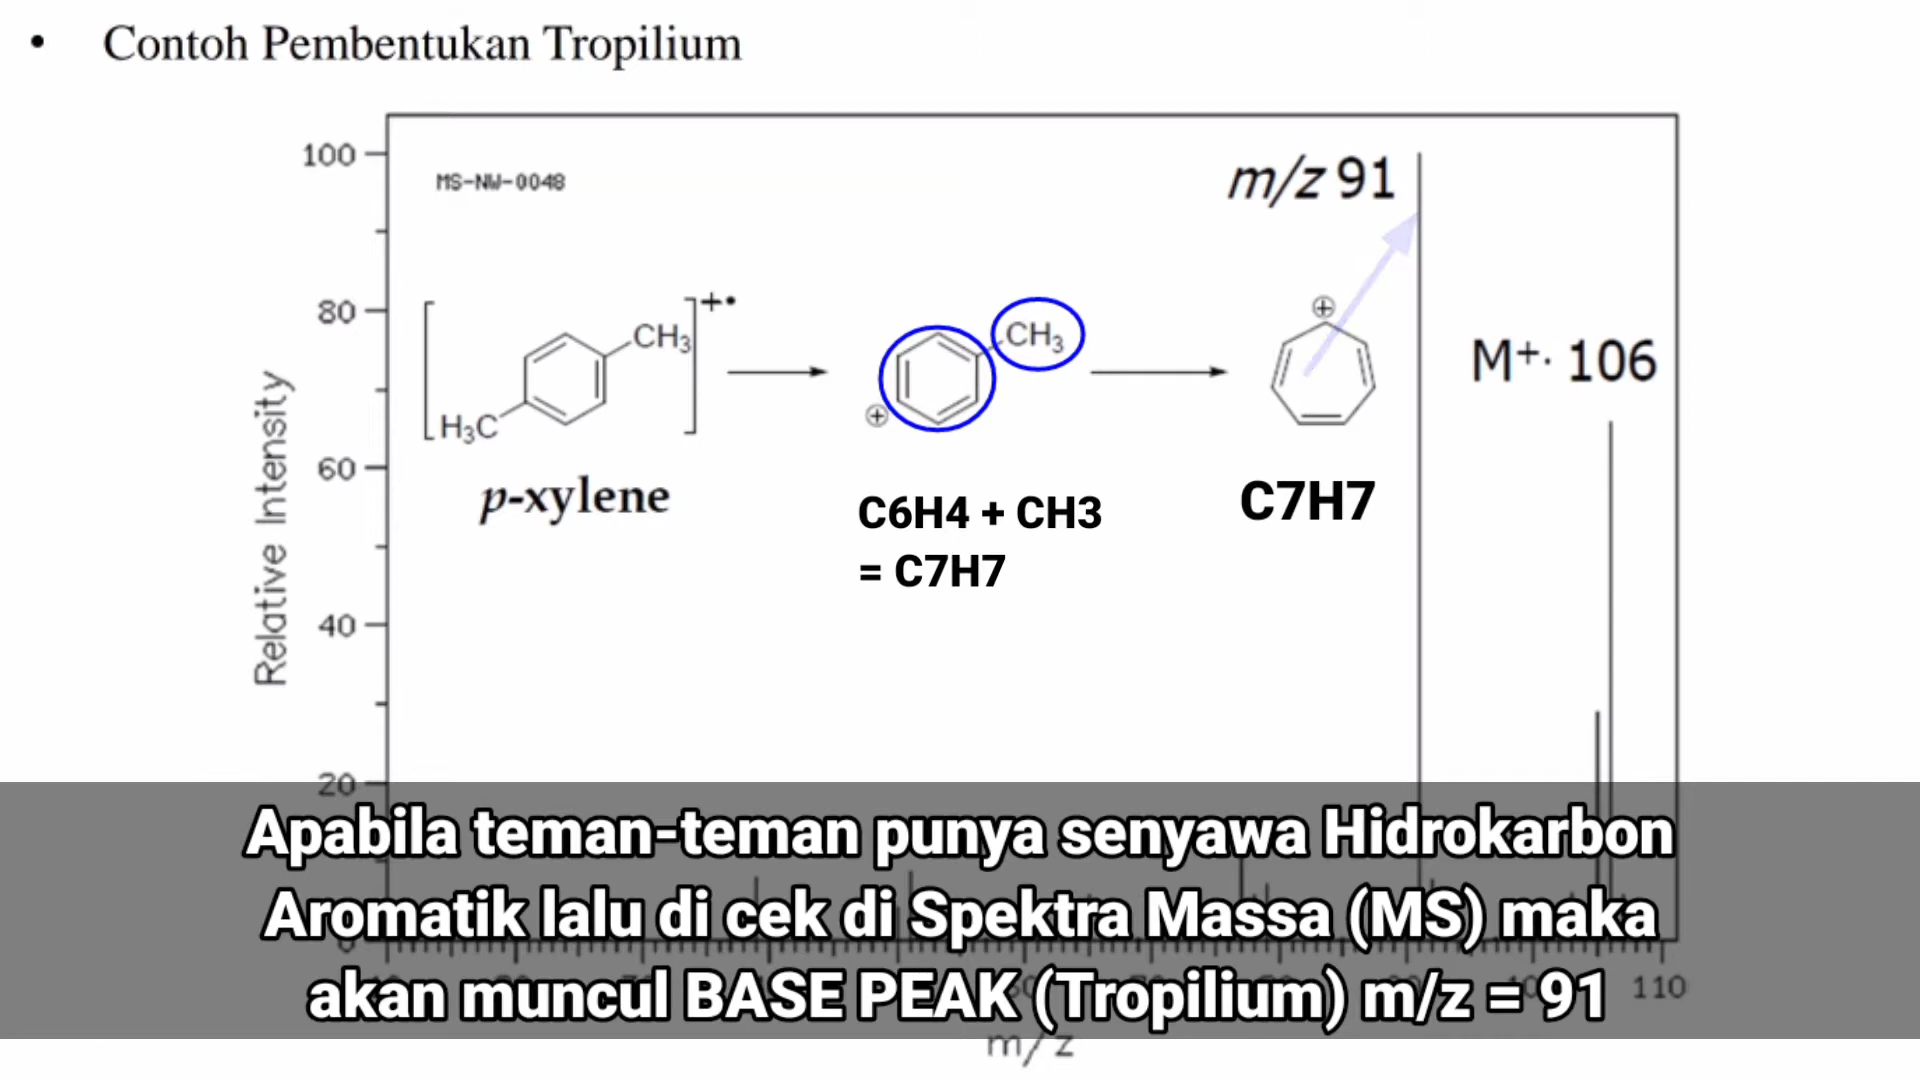 • Contoh Pembentukan Tropilium
100
MS-NW-0048
m/z 91
80
CH3
H3C
+•
CH3
⊕
⊕
M+· 106
60
p-xylene
C6H4 + CH3
= C7H7
C7H7
Relative Intensity
40
20
Apabila teman-teman punya senyawa Hidrokarbon
Aromatik lalu di cek di Spektra Massa (MS) maka
akan muncul BASE PEAK (Tropilium) m/z = 91
110
m/z